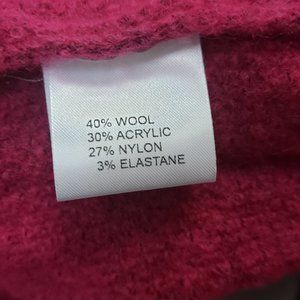 40% WOOL
30% ACRYLIC
27% NYLON
3% ELASTANE